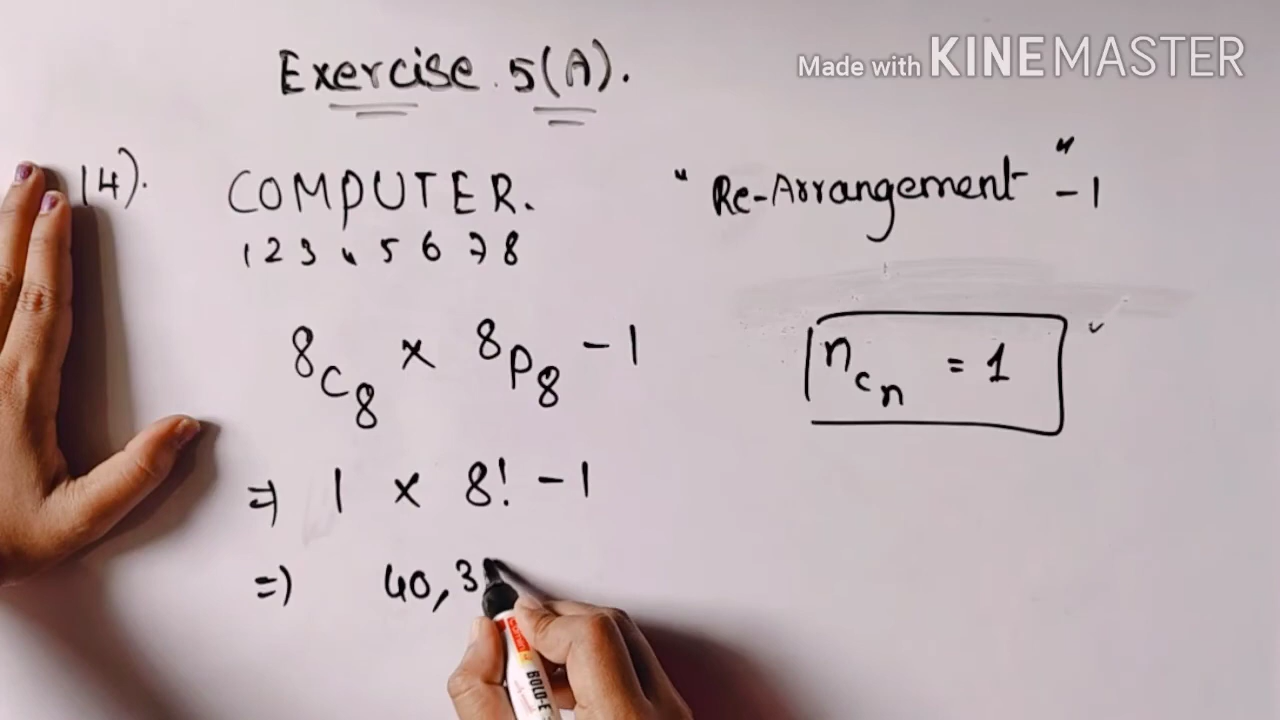 Made with KINEMASTER
Exercise 5(A).
14). COMPUTER.
1 2 3 4 5 6 7 8
" Re-Arrangement " -1
⁸C₈ × ⁸P₈ - 1
ⁿCₙ = 1
⇒ 1 × 8! - 1
⇒ 40,3
BOLD-E